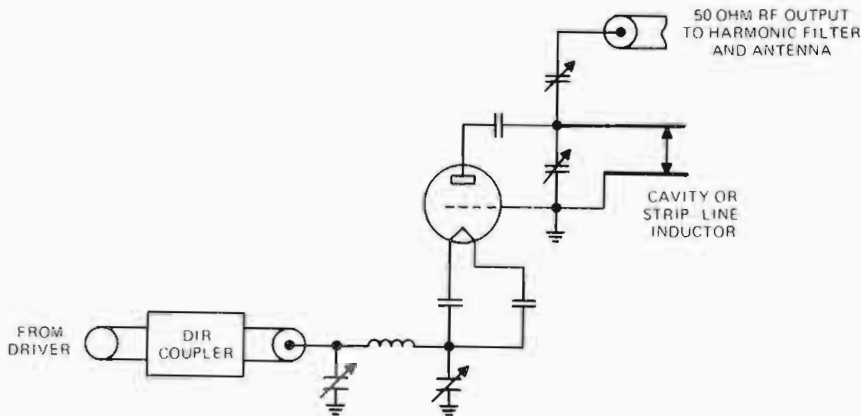 50 OHM RF OUTPUT
TO HARMONIC FILTER
AND ANTENNA
CAVITY OR
STRIP LINE
INDUCTOR
FROM
DRIVER
DIR
COUPLER